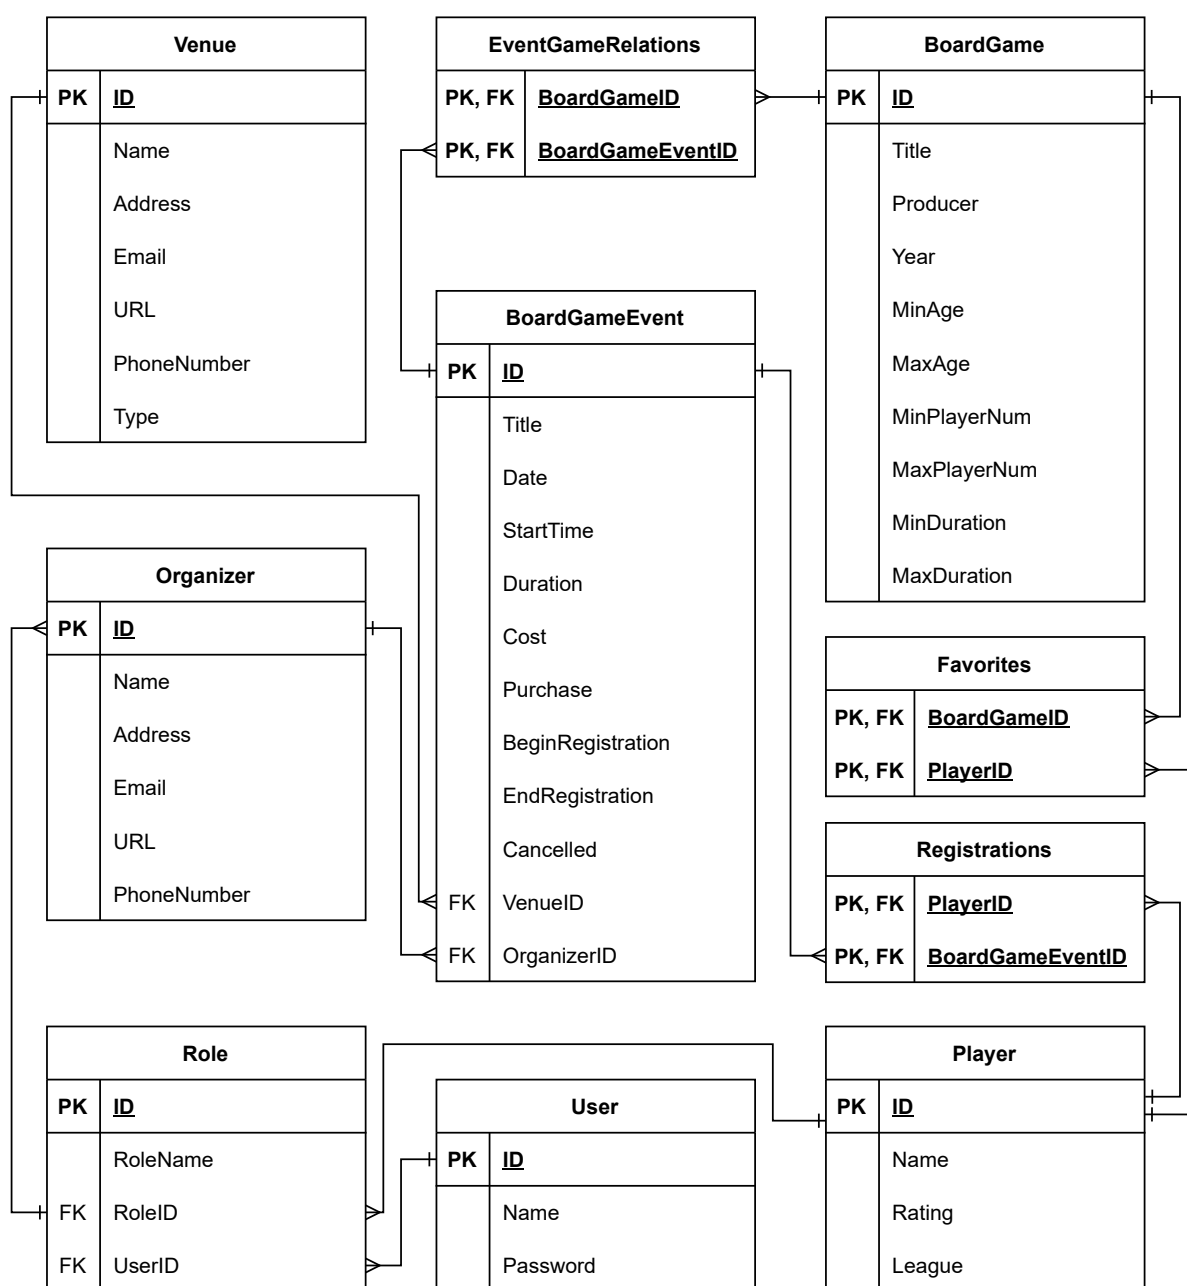 Venue
PK ID
Name
Address
Email
URL
PhoneNumber
Type
EventGameRelations
PK, FK BoardGameID
PK, FK BoardGameEventID
BoardGame
PK ID
Title
Producer
Year
MinAge
MaxAge
MinPlayerNum
MaxPlayerNum
MinDuration
MaxDuration
BoardGameEvent
PK ID
Title
Date
StartTime
Duration
Cost
Purchase
BeginRegistration
EndRegistration
Cancelled
FK VenueID
FK OrganizerID
Organizer
PK ID
Name
Address
Email
URL
PhoneNumber
Favorites
PK, FK BoardGameID
PK, FK PlayerID
Registrations
PK, FK PlayerID
PK, FK BoardGameEventID
Role
PK ID
RoleName
FK RoleID
FK UserID
User
PK ID
Name
Password
Player
PK ID
Name
Rating
League